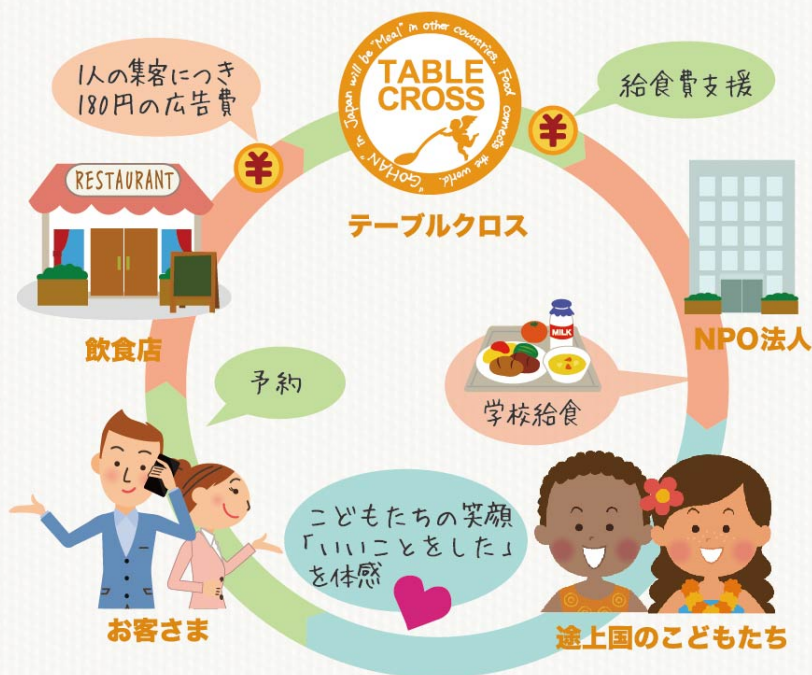 1人の集客につき
180円の広告費
"GOHAN" in Japan will be "Meal" in other countries. Food connects the world.
TABLE
CROSS
テーブルクロス
給食費支援
RESTAURANT
飲食店
NPO法人
MILK
学校給食
予約
こどもたちの笑顔
「いいことをした」
を体感
お客さま
途上国のこどもたち